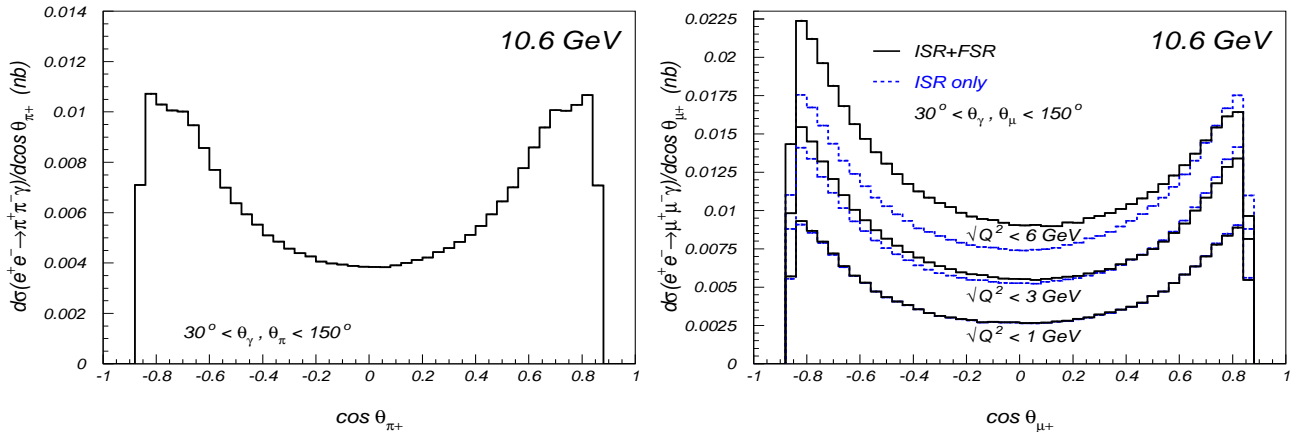 dσ(e⁺e⁻→π⁺π⁻γ)/dcos θπ+ (nb)
0.014
0.012
0.01
0.008
0.006
0.004
0.002
0
10.6 GeV
30° < θγ , θπ < 150°
-1 -0.8 -0.6 -0.4 -0.2 0 0.2 0.4 0.6 0.8 1
cos θπ+
dσ(e⁺e⁻→μ⁺μ⁻γ)/dcos θμ+ (nb)
0.0225
0.02
0.0175
0.015
0.0125
0.01
0.0075
0.005
0.0025
0
10.6 GeV
ISR+FSR
ISR only
30° < θγ , θμ < 150°
√Q² < 6 GeV
√Q² < 3 GeV
√Q² < 1 GeV
-1 -0.8 -0.6 -0.4 -0.2 0 0.2 0.4 0.6 0.8 1
cos θμ+